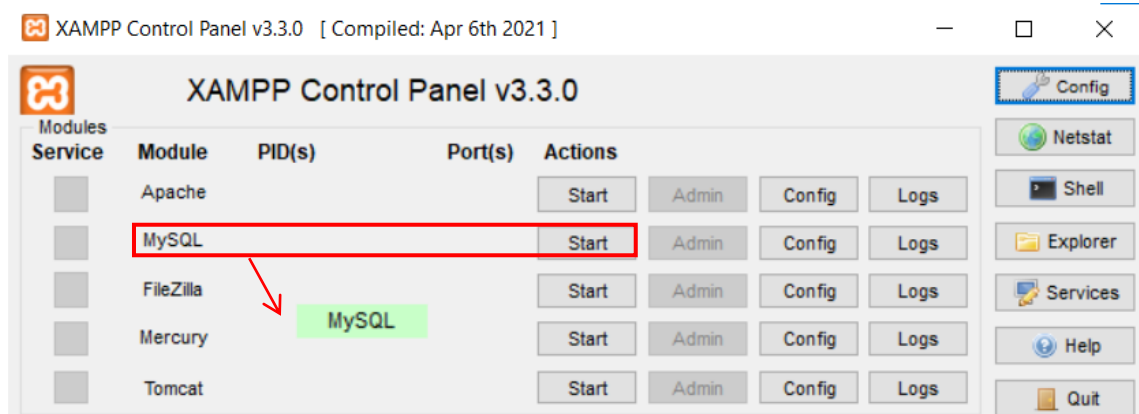 XAMPP Control Panel v3.3.0 [ Compiled: Apr 6th 2021 ]
XAMPP Control Panel v3.3.0
Config
Modules
Netstat
Service Module PID(s) Port(s) Actions
Apache Start Admin Config Logs
Shell
MySQL Start Admin Config Logs
Explorer
FileZilla Start Admin Config Logs
Services
MySQL
Mercury Start Admin Config Logs
Help
Tomcat Start Admin Config Logs
Quit